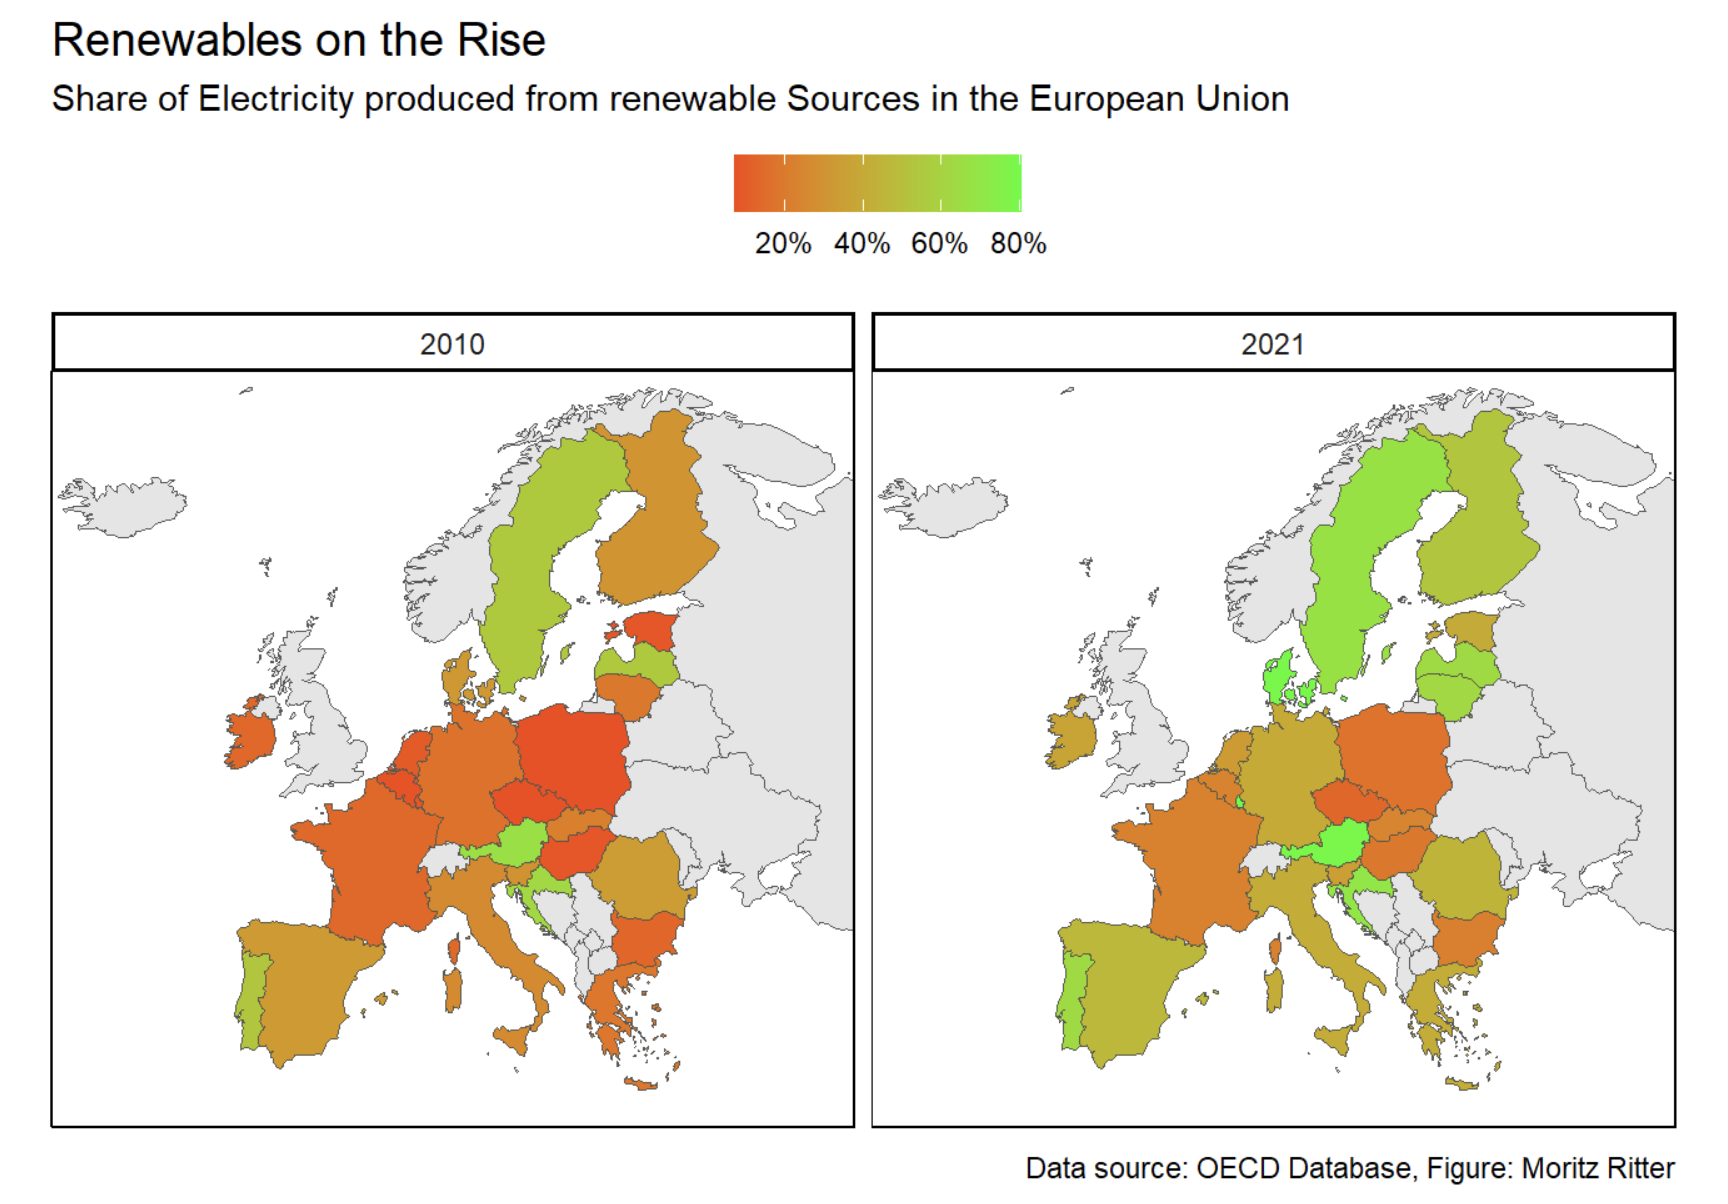 Renewables on the Rise
Share of Electricity produced from renewable Sources in the European Union
20% 40% 60% 80%
2010
2021
Data source: OECD Database, Figure: Moritz Ritter